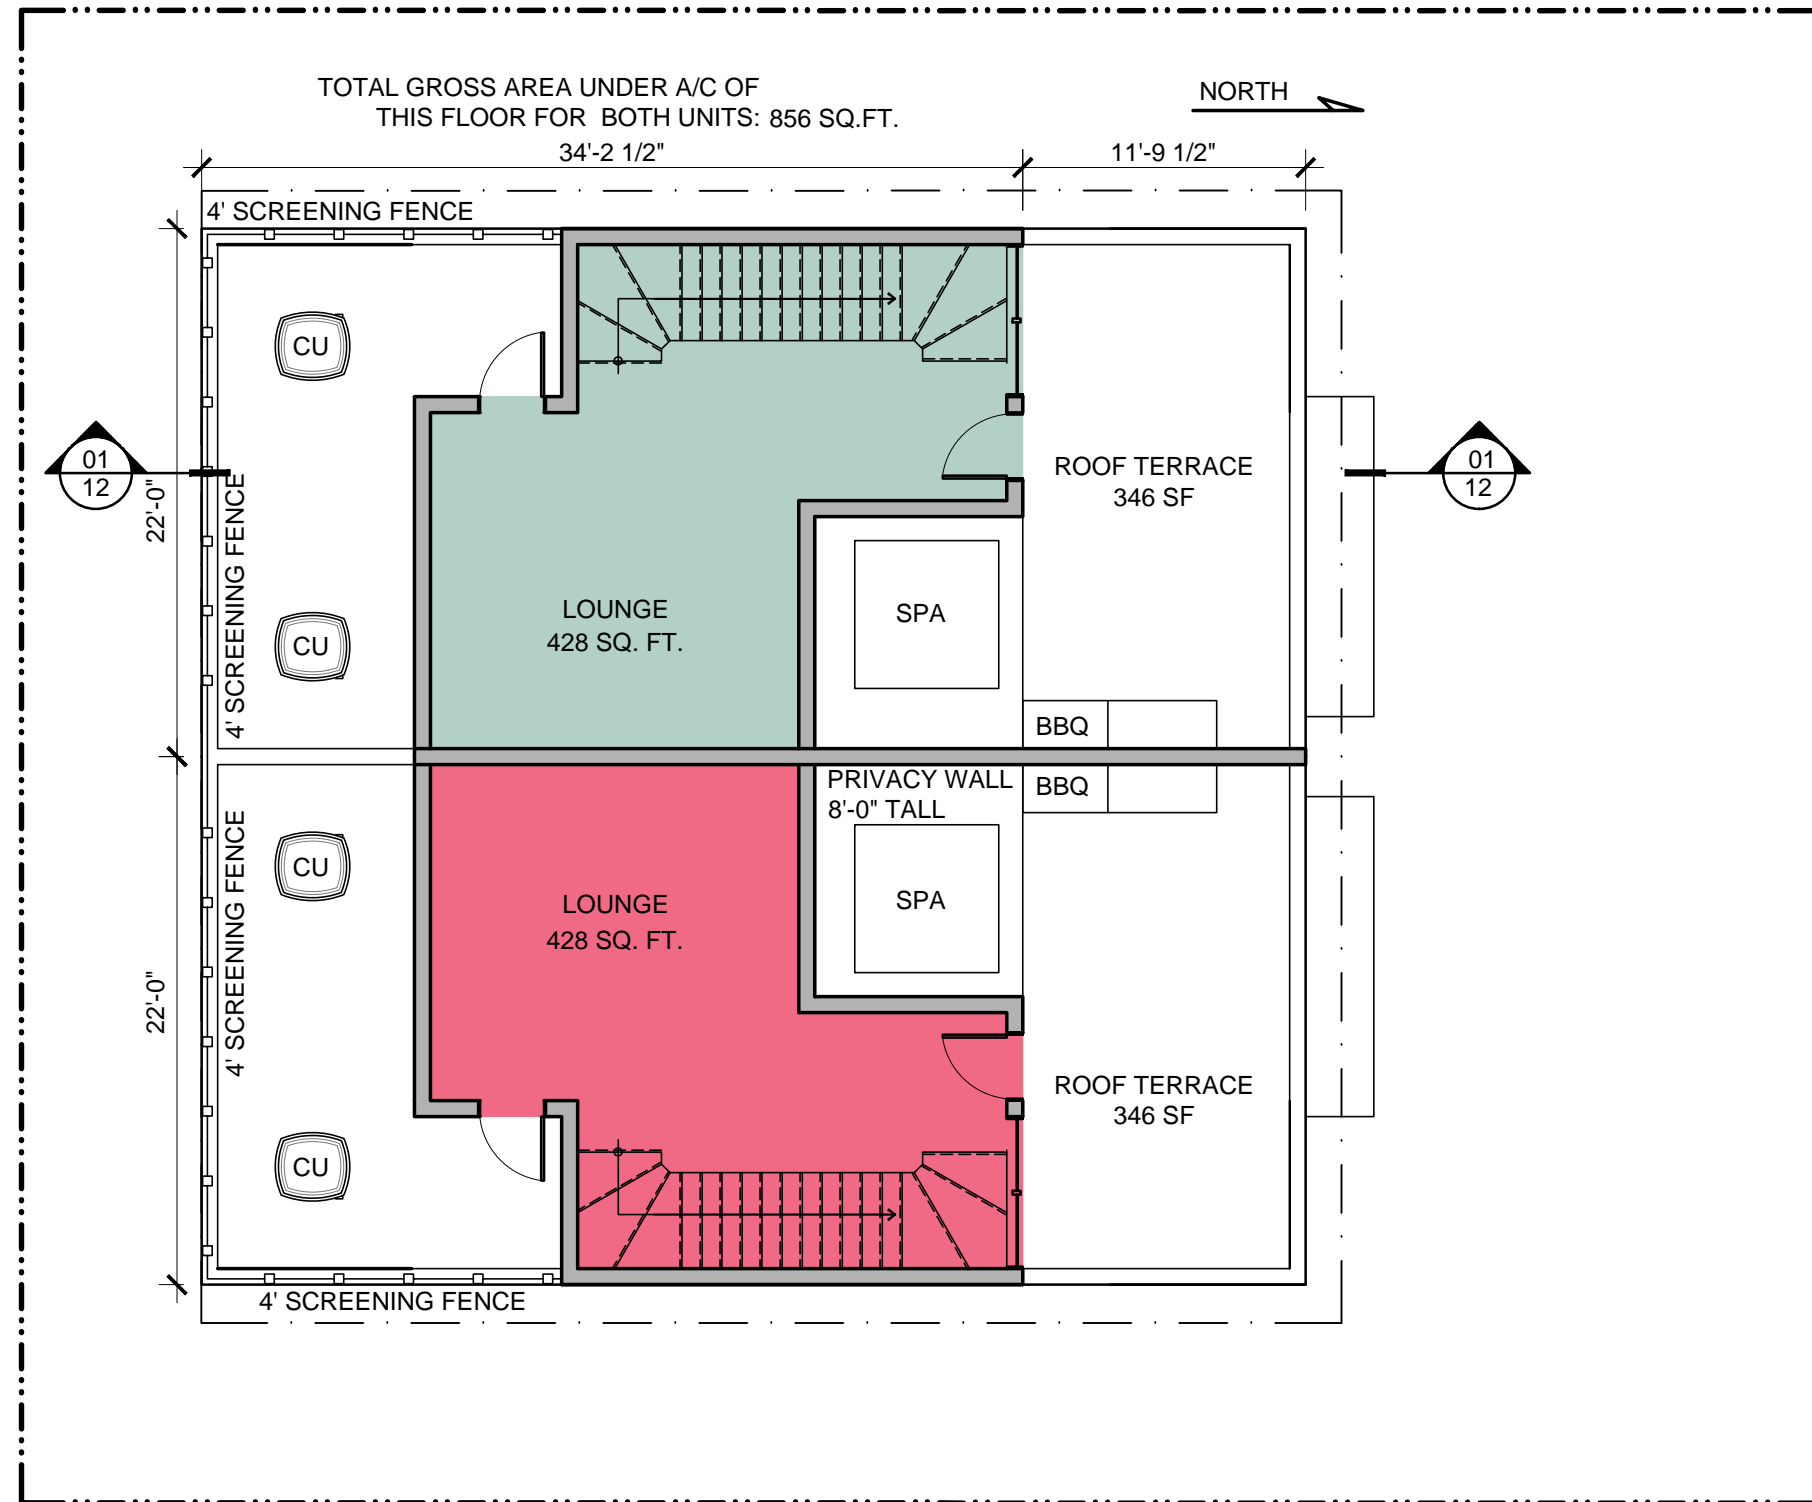 TOTAL GROSS AREA UNDER A/C OF
THIS FLOOR FOR BOTH UNITS: 856 SQ.FT.
NORTH
34'-2 1/2"
11'-9 1/2"
4' SCREENING FENCE
CU
01
12
22'-0"
4' SCREENING FENCE
ROOF TERRACE
346 SF
01
12
LOUNGE
428 SQ. FT.
SPA
CU
BBQ
PRIVACY WALL
8'-0" TALL
BBQ
CU
4' SCREENING FENCE
LOUNGE
428 SQ. FT.
SPA
22'-0"
ROOF TERRACE
346 SF
CU
4' SCREENING FENCE